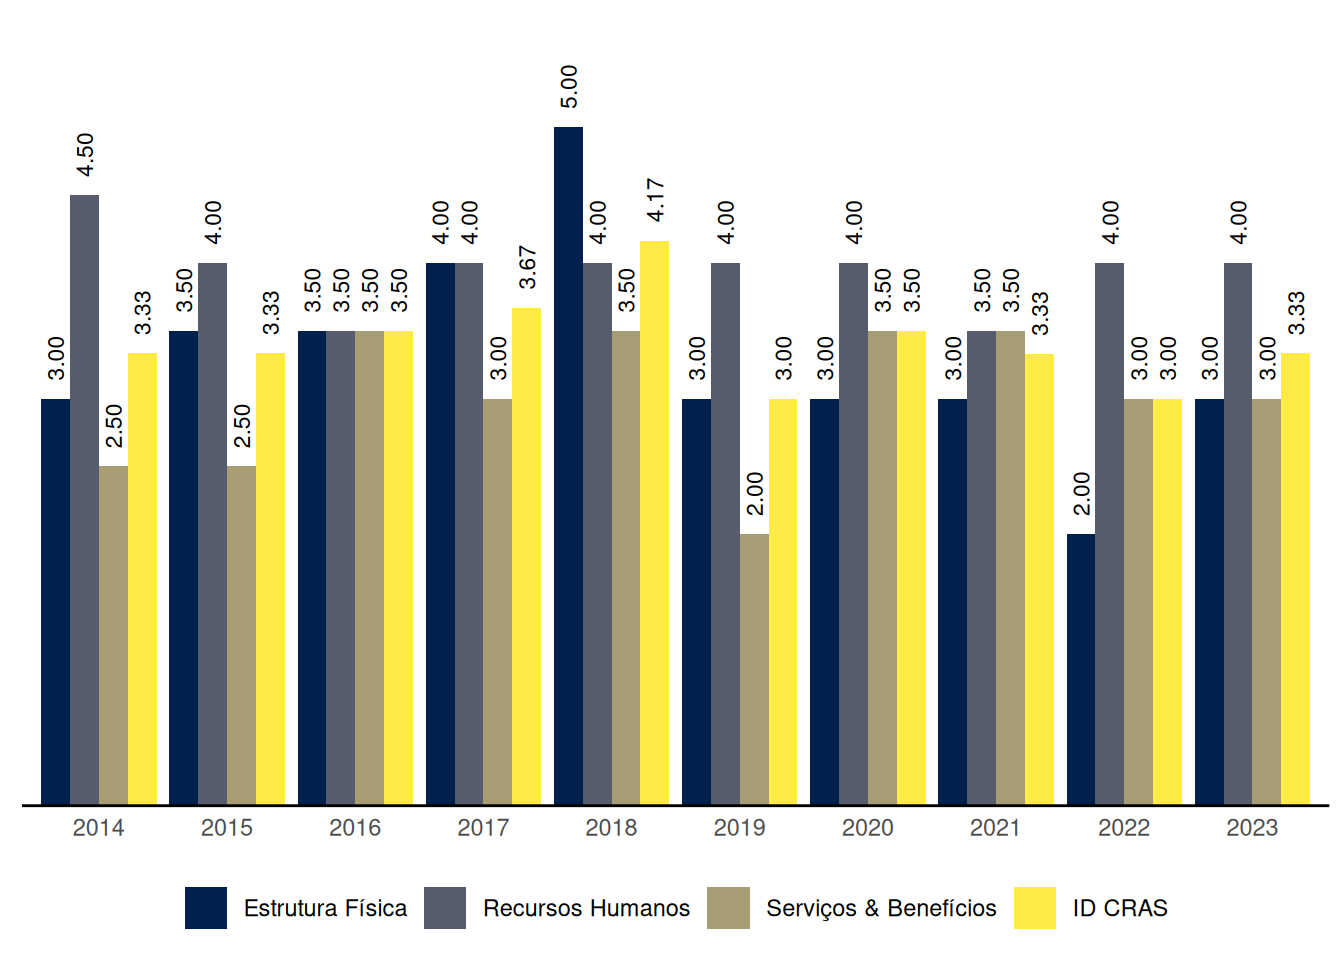 3.00 4.50 2.50 3.33
3.50 4.00 2.50 3.33
3.50 3.50 3.50 3.50
4.00 4.00 3.00 3.67
5.00 4.00 3.50 4.17
3.00 4.00 2.00 3.00
3.00 4.00 3.50 3.50
3.00 3.50 3.50 3.33
2.00 4.00 3.00 3.00
3.00 4.00 3.00 3.33
2014 2015 2016 2017 2018 2019 2020 2021 2022 2023
Estrutura Física Recursos Humanos Serviços & Benefícios ID CRAS